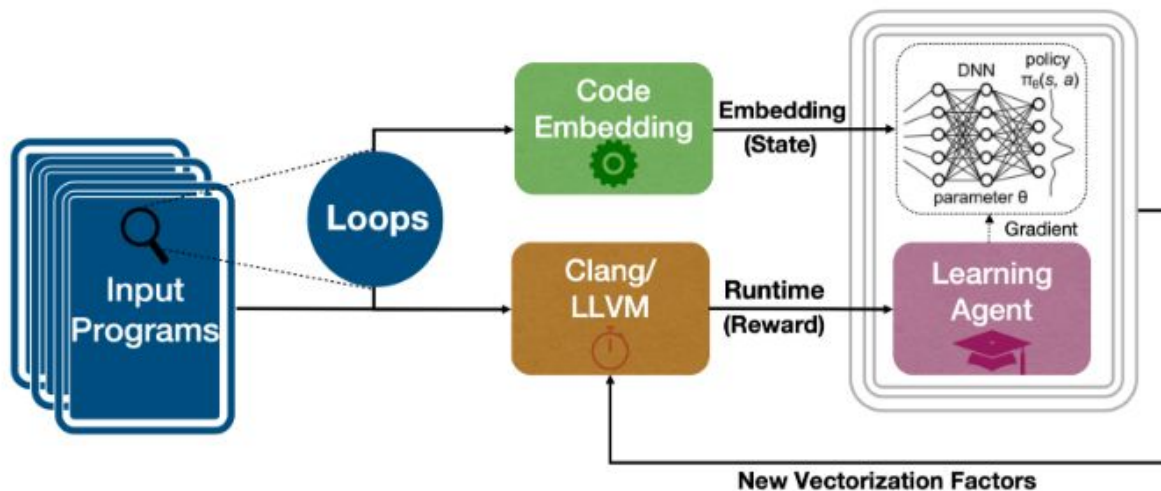 Input
Programs
Loops
Code
Embedding
Embedding
(State)
DNN
policy
πθ(s, a)
parameter θ
Gradient
Clang/
LLVM
Runtime
(Reward)
Learning
Agent
New Vectorization Factors